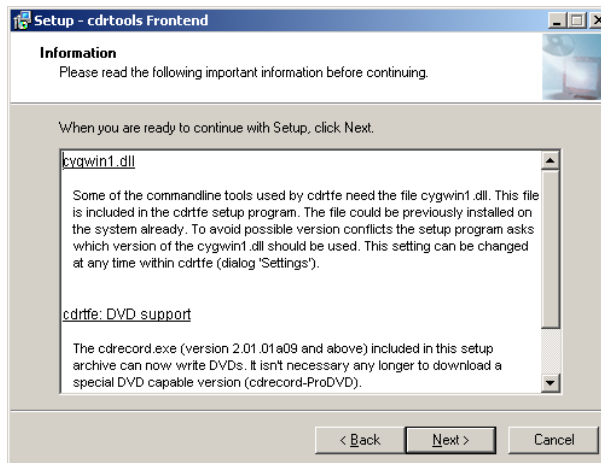 Setup - cdrtools Frontend
Information
Please read the following important information before continuing.
When you are ready to continue with Setup, click Next.
cygwin1.dll
Some of the commandline tools used by cdrtfe need the file cygwin1.dll. This file
is included in the cdrtfe setup program. The file could be previously installed on
the system already. To avoid possible version conflicts the setup program asks
which version of the cygwin1.dll should be used. This setting can be changed
at any time within cdrtfe (dialog 'Settings').
cdrtfe: DVD support
The cdrecord.exe (version 2.01.01a09 and above) included in this setup
archive can now write DVDs. It isn't necessary any longer to download a
special DVD capable version (cdrecord-ProDVD).
< Back
Next >
Cancel